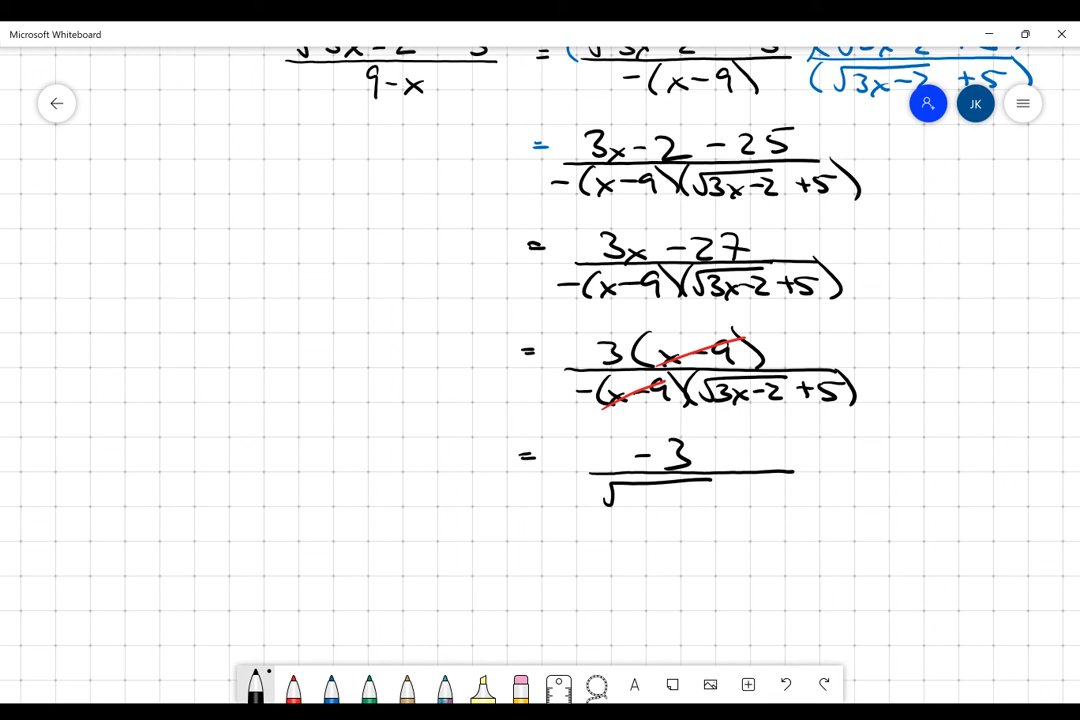 Microsoft Whiteboard
9-x = -(x-9) (√3x-2 +5)
JK
= 3x-2-25
-(x-9)(√3x-2 +5)
= 3x-27
-(x-9)(√3x-2 +5)
= 3(x-9)
-(x-9)(√3x-2 +5)
= -3
√
A